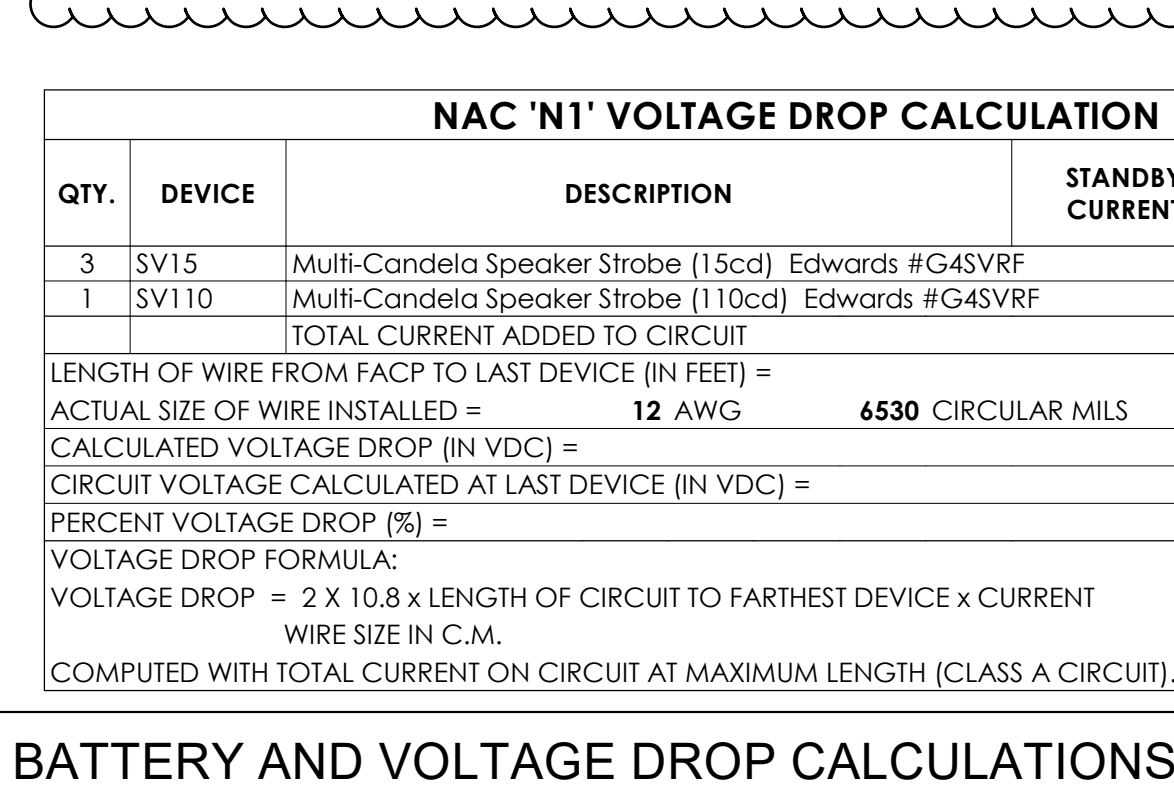 NAC 'N1' VOLTAGE DROP CALCULATION
QTY. DEVICE DESCRIPTION STANDBY CURRENT
3 SV15 Multi-Candela Speaker Strobe (15cd) Edwards #G4SVRF
1 SV110 Multi-Candela Speaker Strobe (110cd) Edwards #G4SVRF
TOTAL CURRENT ADDED TO CIRCUIT
LENGTH OF WIRE FROM FACP TO LAST DEVICE (IN FEET) =
ACTUAL SIZE OF WIRE INSTALLED = 12 AWG 6530 CIRCULAR MILS
CALCULATED VOLTAGE DROP (IN VDC) =
CIRCUIT VOLTAGE CALCULATED AT LAST DEVICE (IN VDC) =
PERCENT VOLTAGE DROP (%) =
VOLTAGE DROP FORMULA:
VOLTAGE DROP = 2 X 10.8 x LENGTH OF CIRCUIT TO FARTHEST DEVICE x CURRENT
WIRE SIZE IN C.M.
COMPUTED WITH TOTAL CURRENT ON CIRCUIT AT MAXIMUM LENGTH (CLASS A CIRCUIT).
BATTERY AND VOLTAGE DROP CALCULATIONS